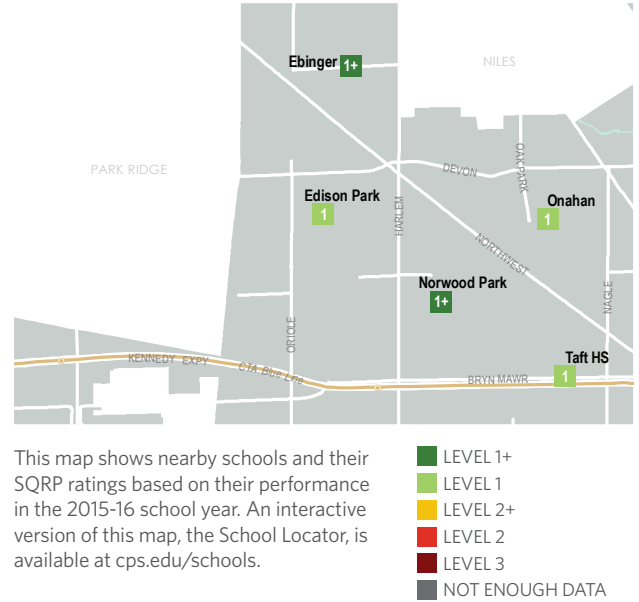 Ebinger
1+
NILES
PARK RIDGE
DEVON
OAKPARK
Edison Park
1
HARLEM
Onahan
1
NORTHWEST
Norwood Park
1+
NAGLE
ORIOLE
KENNEDY EXPY
CTA Blue Line
BRYN MAWR
Taft HS
1
This map shows nearby schools and their
SQRP ratings based on their performance
in the 2015-16 school year. An interactive
version of this map, the School Locator, is
available at cps.edu/schools.
LEVEL 1+
LEVEL 1
LEVEL 2+
LEVEL 2
LEVEL 3
NOT ENOUGH DATA